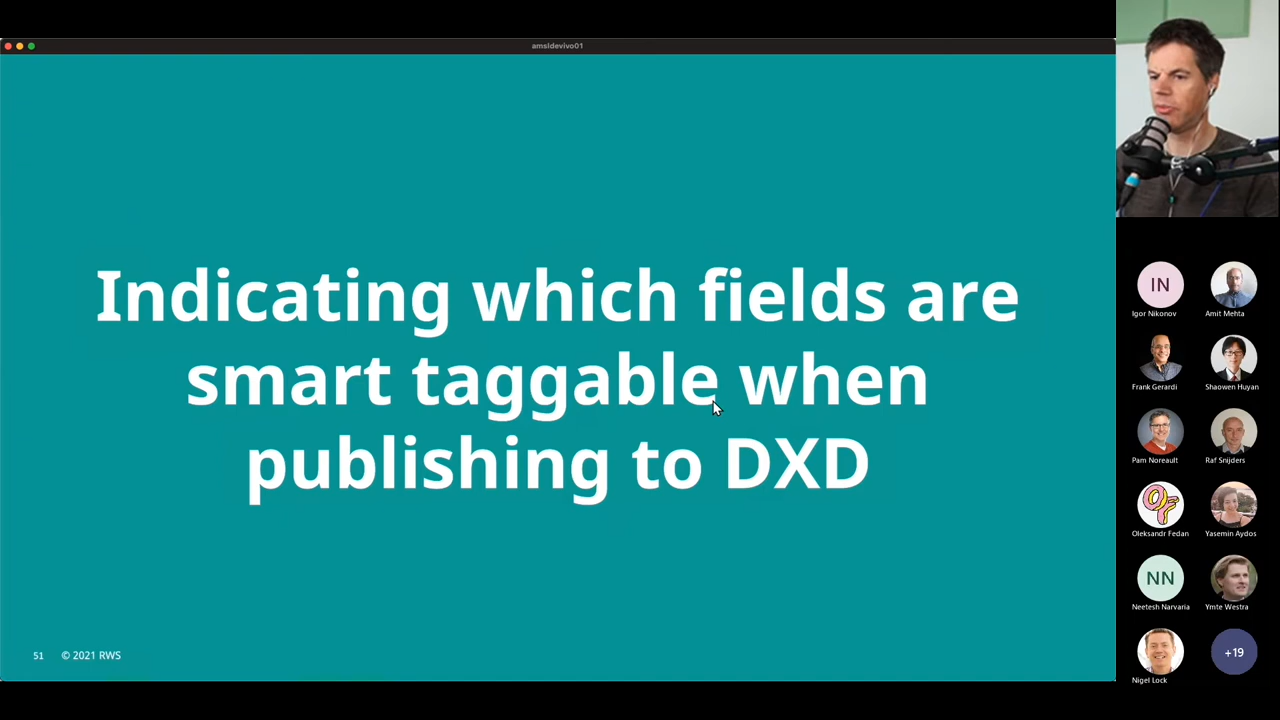 amsldevivo01
Indicating which fields are
smart taggable when
publishing to DXD
51 © 2021 RWS
IN
Igor Nikonov
Amit Mehta
Frank Gerardi
Shaowen Huyan
Pam Noreault
Raf Snijders
OF
Oleksandr Fedan
Yasemin Aydos
NN
Neetesh Narvaria
Ymte Westra
Nigel Lock
+19